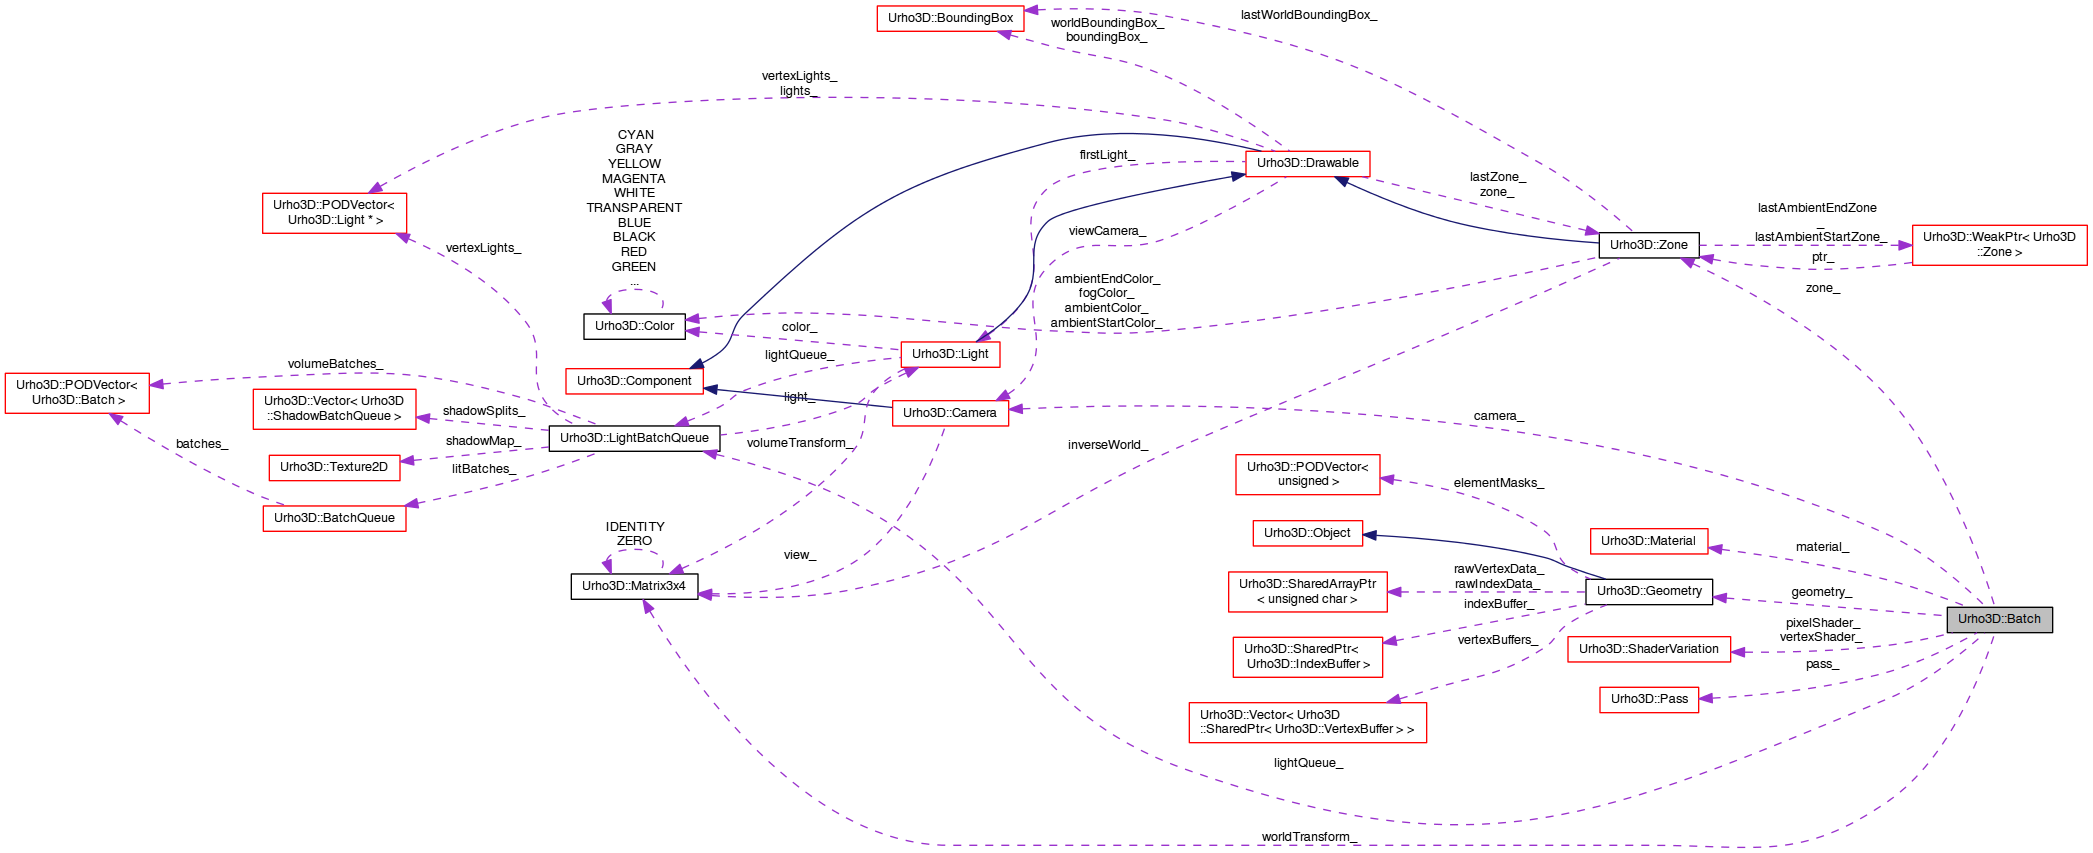 Urho3D::BoundingBox
lastWorldBoundingBox_
worldBoundingBox_
boundingBox_
vertexLights_
lights_
CYAN
GRAY
YELLOW
MAGENTA
WHITE
TRANSPARENT
BLUE
BLACK
RED
GREEN
...
firstLight_
Urho3D::Drawable
lastZone_
zone_
Urho3D::PODVector<
Urho3D::Light * >
viewCamera_
vertexLights_
lastAmbientEndZone
_
lastAmbientStartZone_
ptr_
Urho3D::Zone
Urho3D::WeakPtr< Urho3D
::Zone >
zone_
ambientEndColor_
fogColor_
ambientColor_
ambientStartColor_
Urho3D::Color
color_
Urho3D::Light
lightQueue_
volumeBatches_
Urho3D::PODVector<
Urho3D::Batch >
Urho3D::Component
Urho3D::Vector< Urho3D
::ShadowBatchQueue >
light_
Urho3D::Camera
camera_
shadowSplits_
Urho3D::LightBatchQueue
shadowMap_
volumeTransform_
inverseWorld_
batches_
Urho3D::Texture2D
litBatches_
Urho3D::PODVector<
unsigned >
elementMasks_
Urho3D::BatchQueue
IDENTITY
ZERO
Urho3D::Object
Urho3D::Material
material_
view_
Urho3D::Matrix3x4
Urho3D::SharedArrayPtr
< unsigned char >
rawVertexData_
rawIndexData_
indexBuffer_
Urho3D::Geometry
geometry_
Urho3D::Batch
pixelShader_
vertexShader_
vertexBuffers_
Urho3D::SharedPtr<
Urho3D::IndexBuffer >
Urho3D::ShaderVariation
pass_
Urho3D::Pass
Urho3D::Vector< Urho3D
::SharedPtr< Urho3D::VertexBuffer > >
lightQueue_
worldTransform_